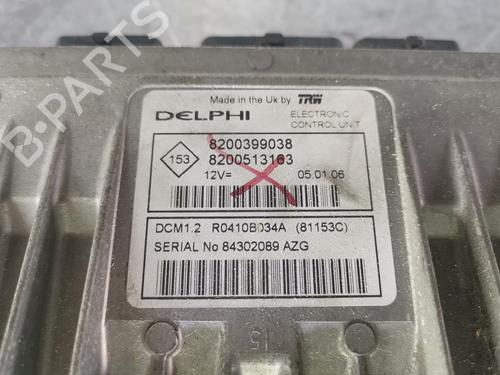 Made in the Uk by TRW
DELPHI ELECTRONIC
CONTROL UNIT
8200399038
153 8200513163
12V= 05.01.06
DCM1.2 R0410B034A (81153C)
SERIAL No 84302089 AZG
15
B-PARTS